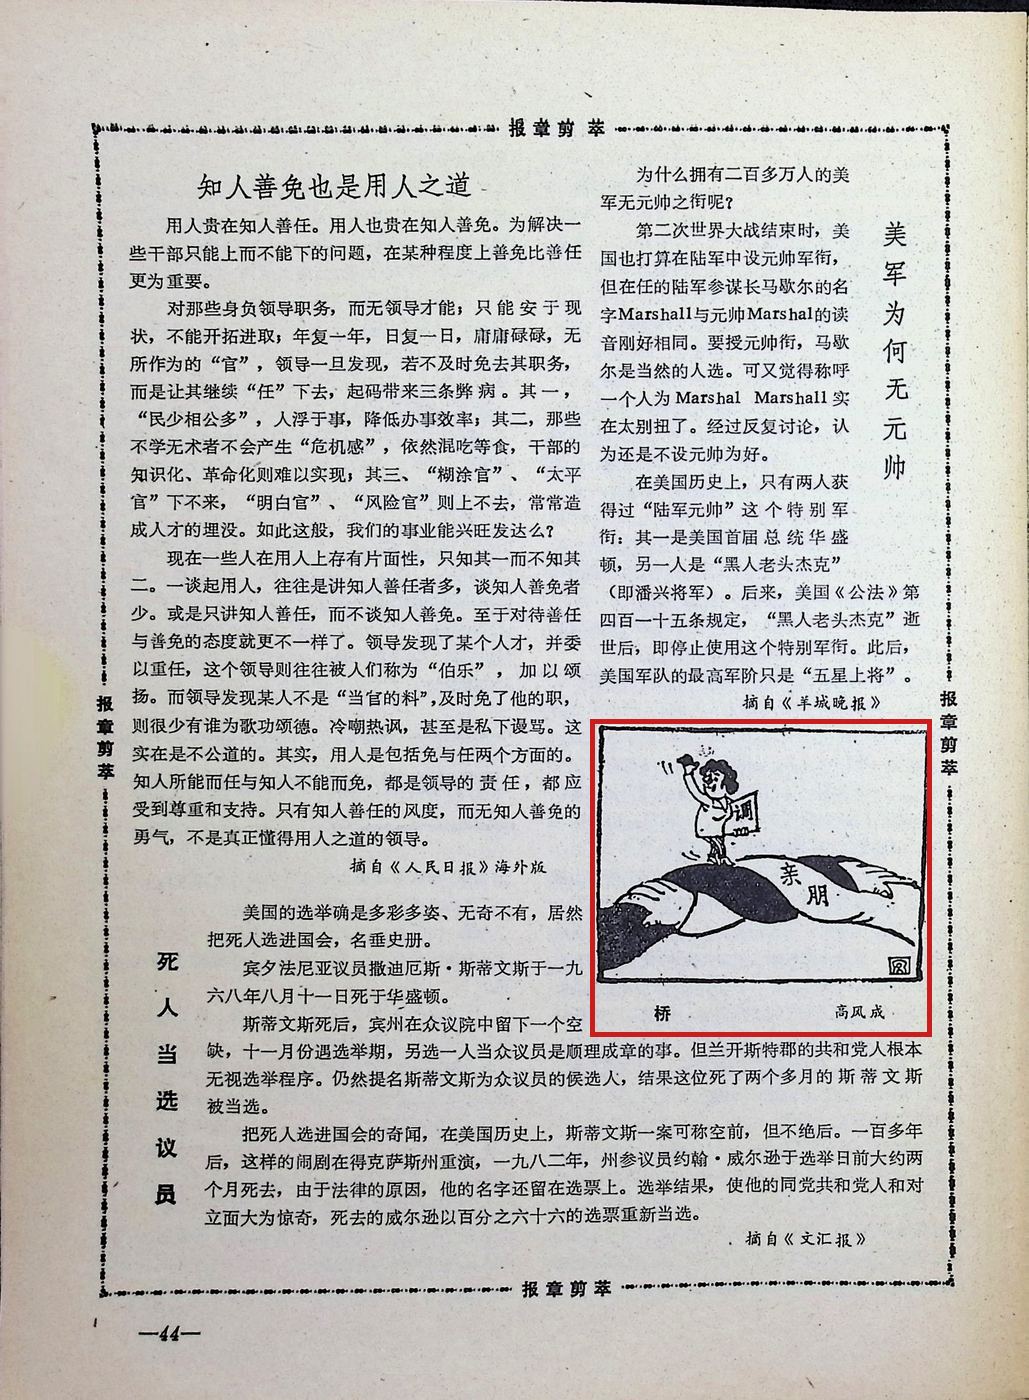 报章剪萃
知人善免也是用人之道
用人贵在知人善任。用人也贵在知人善免。为解决一
些干部只能上而不能下的问题，在某种程度上善免比善任
更为重要。
对那些身负领导职务，而无领导才能；只能安于现
状，不能开拓进取；年复一年，日复一日，庸庸碌碌，无
所作为的“官”，领导一旦发现，若不及时免去其职务，
而是让其继续“任”下去，起码带来三条弊病。其一，
“民少相公多”，人浮于事，降低办事效率；其二，那些
不学无术者不会产生“危机感”，依然混吃等食，干部的
知识化、革命化则难以实现；其三、“糊涂官”、“太平
官”下不来，“明白官”、“风险官”则上不去，常常造
成人才的埋没。如此这般，我们的事业能兴旺发达么？
现在一些人在用人上存有片面性，只知其一而不知其
二。一谈起用人，往往是讲知人善任者多，谈知人善免者
少。或是只讲知人善任，而不谈知人善免。至于对待善任
与善免的态度就更不一样了。领导发现了某个人才，并委
以重任，这个领导则往往被人们称为“伯乐”，加以颂
扬。而领导发现某人不是“当官的料”，及时免了他的职，
则很少有谁为歌功颂德。冷嘲热讽，甚至是私下谩骂。这
实在是不公道的。其实，用人是包括免与任两个方面的。
知人所能而任与知人不能而免，都是领导的责任，都应
受到尊重和支持。只有知人善任的风度，而无知人善免的
勇气，不是真正懂得用人之道的领导。
摘自《人民日报》海外版
美军为何无元帅
为什么拥有二百多万人的美
军无元帅之衔呢？
第二次世界大战结束时，美
国也打算在陆军中设元帅军衔，
但在任的陆军参谋长马歇尔的名
字Marshall与元帅Marshal的读
音刚好相同。要授元帅衔，马歇
尔是当然的人选。可又觉得称呼
一个人为Marshal Marshall实
在太别扭了。经过反复讨论，认
为还是不设元帅为好。
在美国历史上，只有两人获
得过“陆军元帅”这个特别军
衔：其一是美国首届总统华盛
顿，另一人是“黑人老头杰克”
（即潘兴将军）。后来，美国《公法》第
四百一十五条规定，“黑人老头杰克”逝
世后，即停止使用这个特别军衔。此后，
美国军队的最高军阶只是“五星上将”。
摘自《羊城晚报》
调
亲朋
桥 高风成
死人当选议员
美国的选举确是多彩多姿、无奇不有，居然
把死人选进国会，名垂史册。
宾夕法尼亚议员撒迪厄斯·斯蒂文斯于一九
六八年八月十一日死于华盛顿。
斯蒂文斯死后，宾州在众议院中留下一个空
缺，十一月份遇选举期，另选一人当众议员是顺理成章的事。但兰开斯特郡的共和党人根本
无视选举程序。仍然提名斯蒂文斯为众议员的候选人，结果这位死了两个多月的斯蒂文斯
被当选。
把死人选进国会的奇闻，在美国历史上，斯蒂文斯一案可称空前，但不绝后。一百多年
后，这样的闹剧在得克萨斯州重演，一九八二年，州参议员约翰·威尔逊于选举日前大约两
个月死去，由于法律的原因，他的名字还留在选票上。选举结果，使他的同党共和党人和对
立面大为惊奇，死去的威尔逊以百分之六十六的选票重新当选。
摘自《文汇报》
报章剪萃
报章剪萃
报章剪萃
—44—